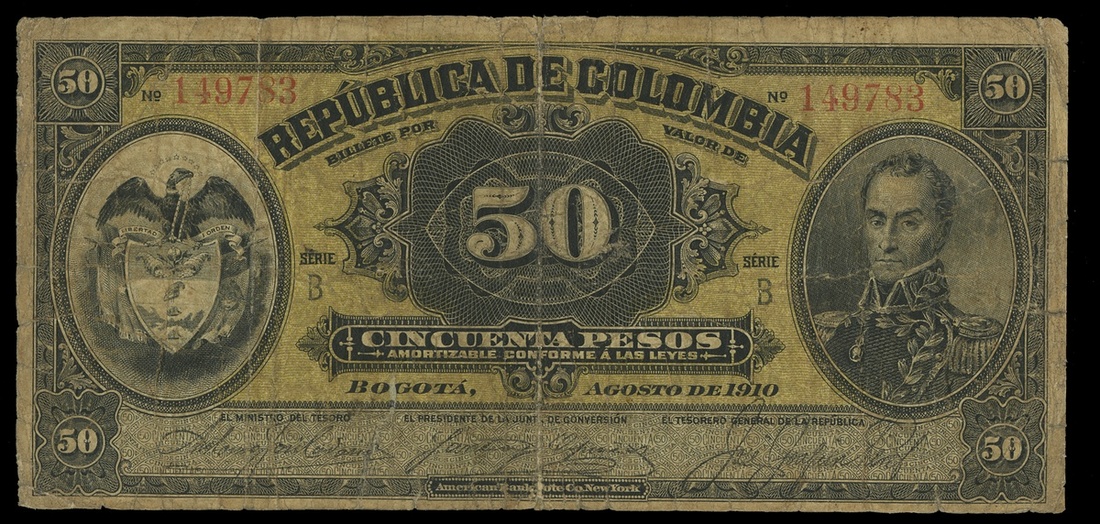 50
Nº 149783
Nº 149783
50
REPÚBLICA DE COLOMBIA
BILLETE POR VALOR DE
50
LIBERTAD Y ORDEN
SÉRIE
B
SÉRIE
B
CINCUENTA PESOS
AMORTIZABLE CONFORME Á LAS LEYES
BOGOTÁ, AGOSTO DE 1910
EL MINISTRO DEL TESORO
EL PRESIDENTE DE LA JUNTA DE CONVERSIÓN
EL TESORERO GENERAL DE LA REPÚBLICA
50
50
American Bank Note Co. New York